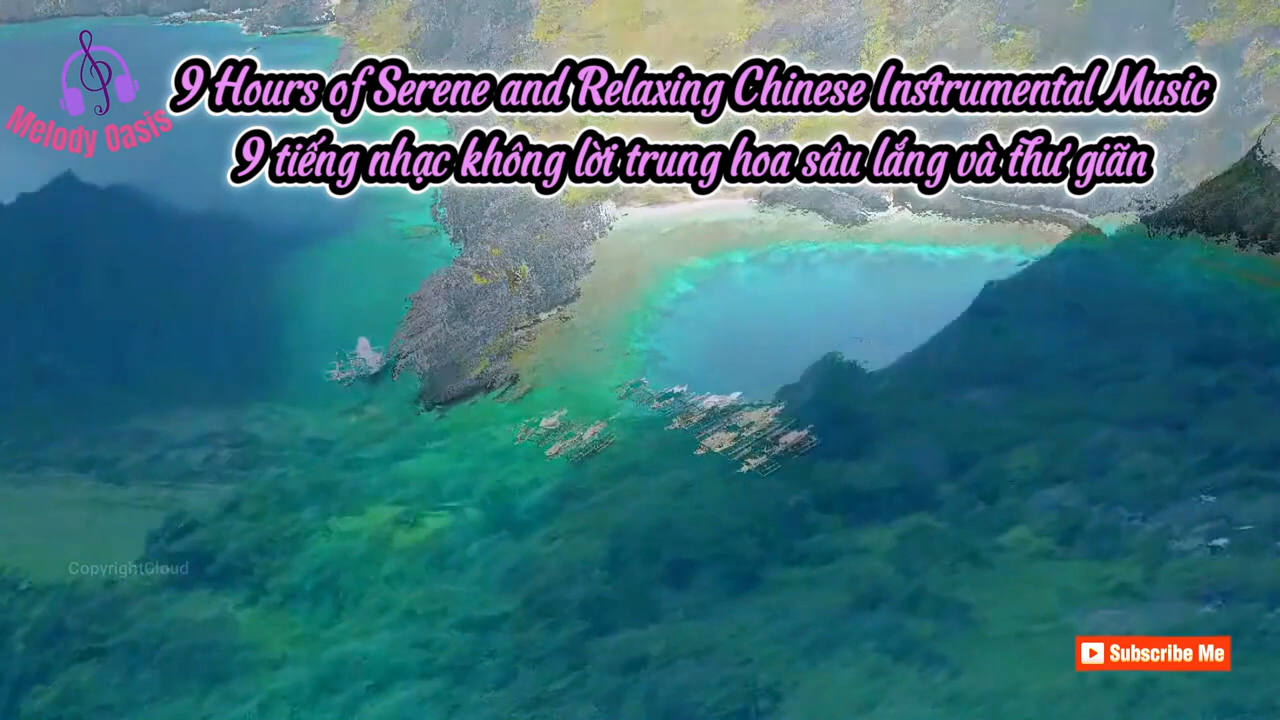 9 Hours of Serene and Relaxing Chinese Instrumental Music
9 tiếng nhạc không lời trung hoa sâu lắng và thư giãn
Melody Oasis
CopyrightCloud
Subscribe Me